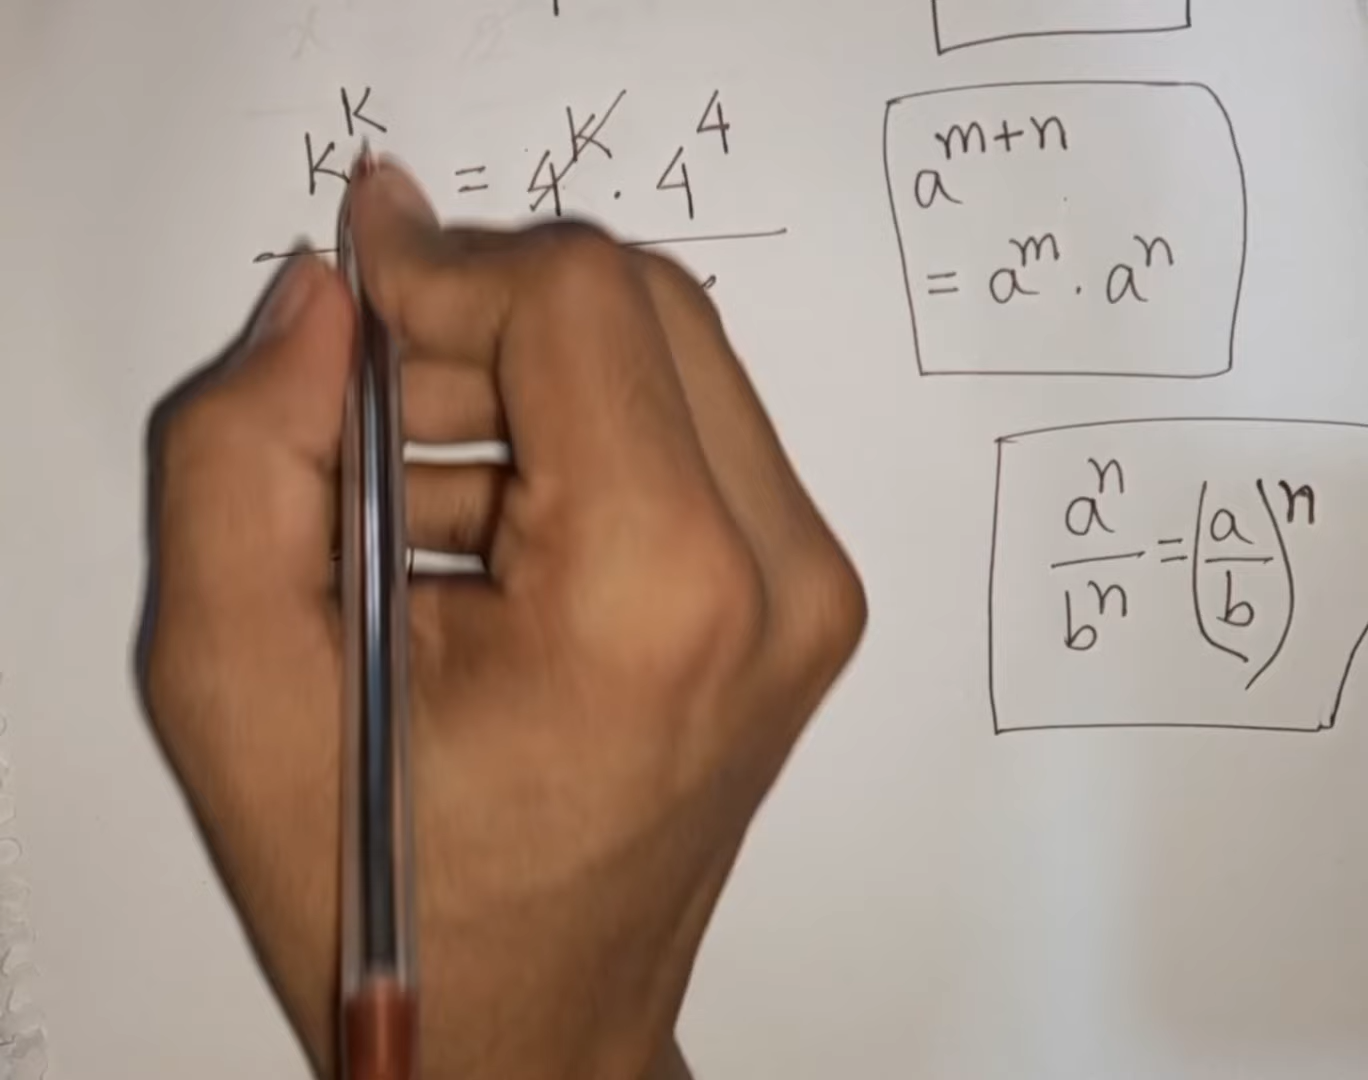 K^K = 4^K . 4^4
a^{m+n}
= a^m . a^n
a^n/b^n = (a/b)^n